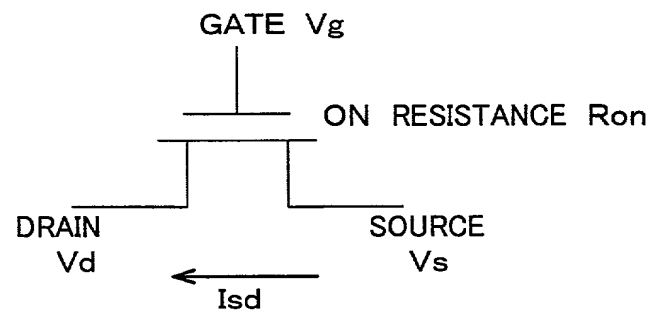 GATE Vg
ON RESISTANCE Ron
DRAIN
Vd
SOURCE
Vs
Isd